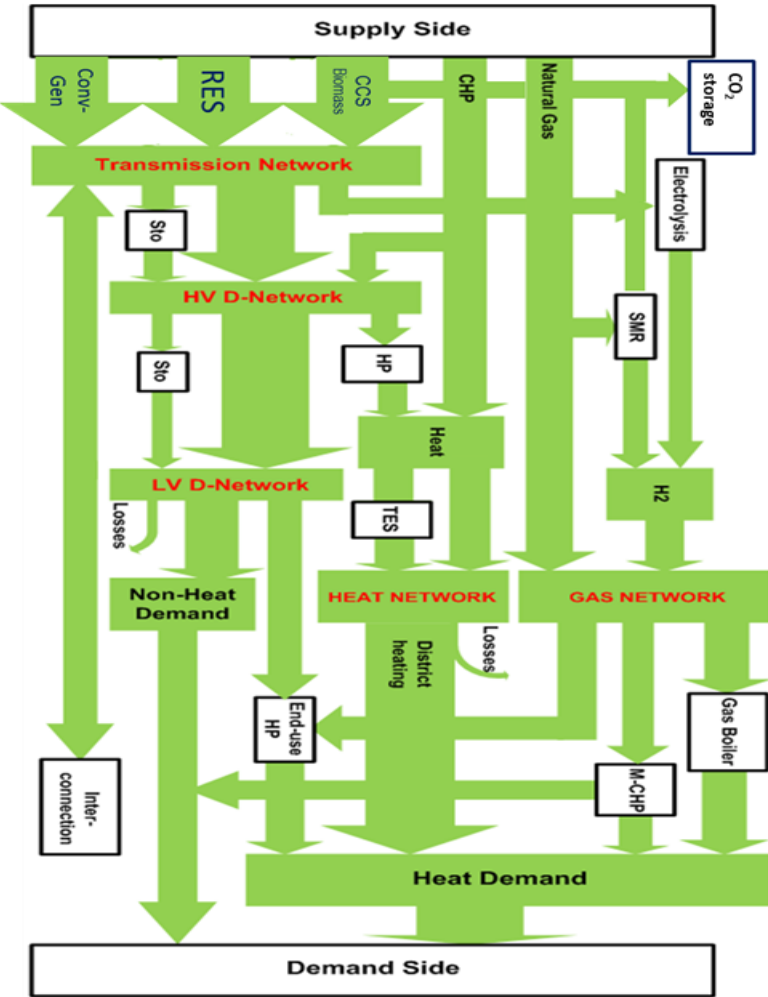 Supply Side
Conv-
Gen
RES
CCS
Biomass
CHP
Natural Gas
CO2
storage
Transmission Network
Electrolysis
Sto
HV D-Network
SMR
Sto
HP
Heat
LV D-Network
H2
Losses
TES
Non-Heat
Demand
HEAT NETWORK
GAS NETWORK
District
heating
Losses
End-use
HP
Gas Boiler
Inter-
connection
M-CHP
Heat Demand
Demand Side